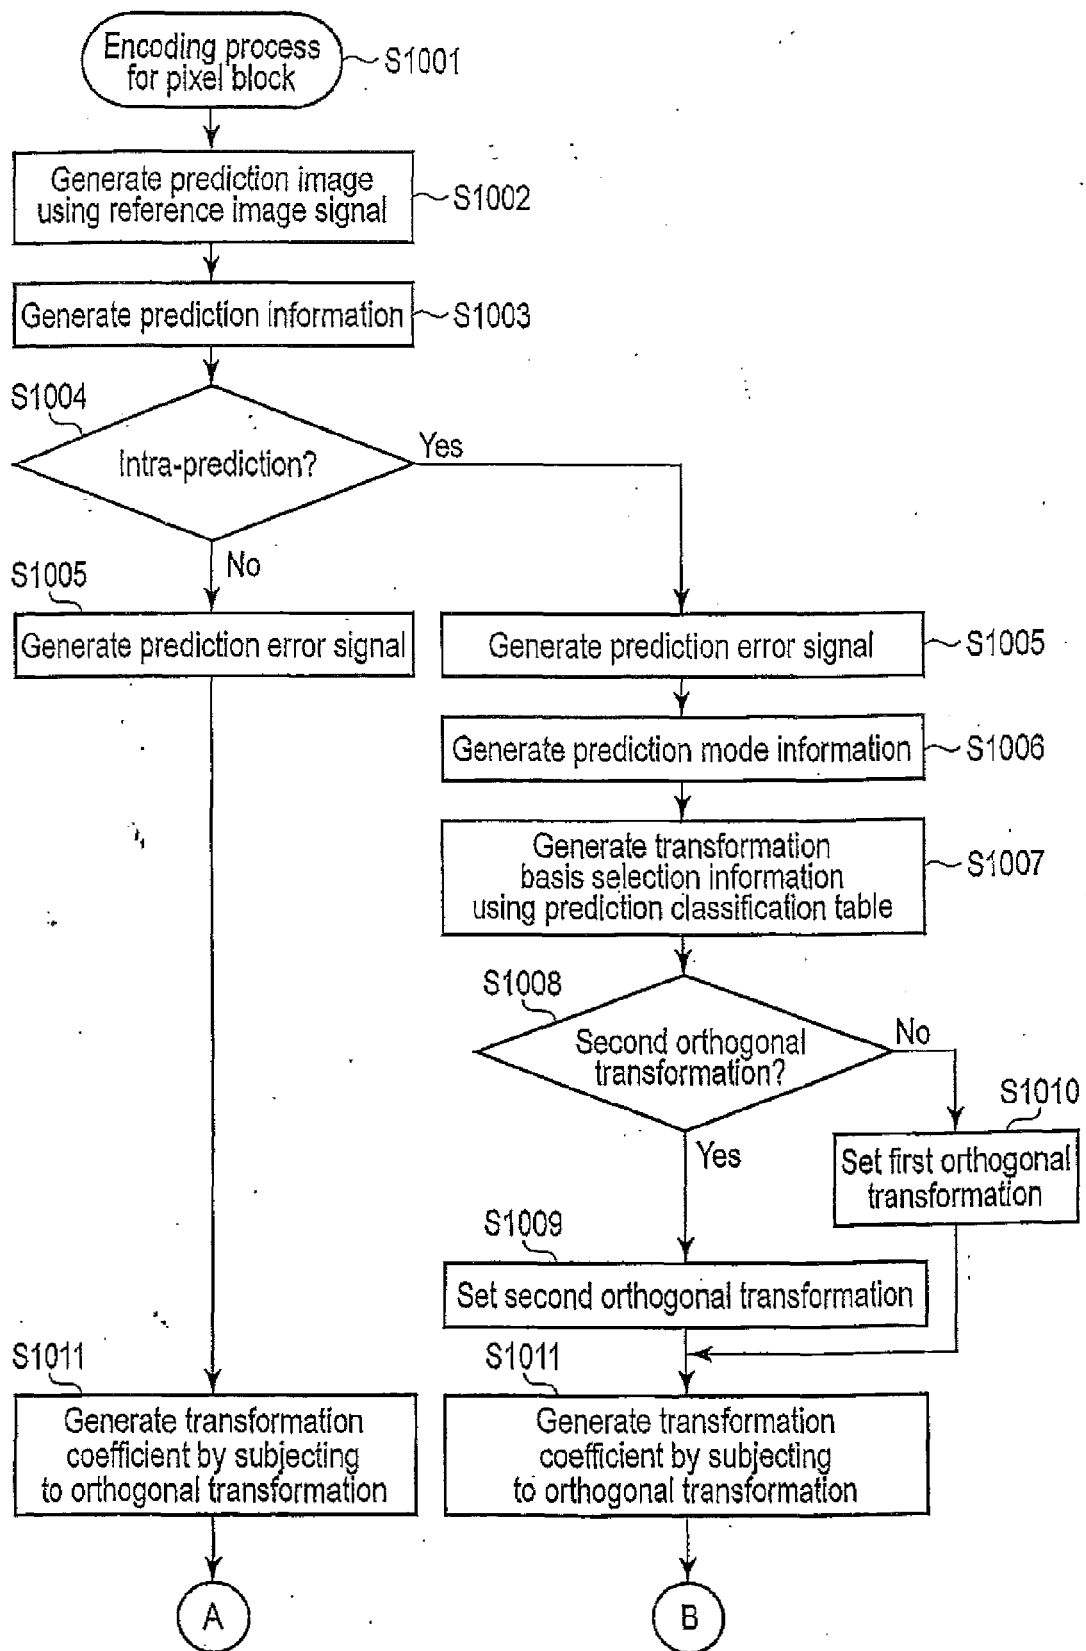 Encoding process
for pixel block
S1001
Generate prediction image
using reference image signal
S1002
Generate prediction information
S1003
S1004
Intra-prediction?
Yes
No
S1005
Generate prediction error signal
Generate prediction error signal
S1005
Generate prediction mode information
S1006
Generate transformation
basis selection information
using prediction classification table
S1007
S1008
Second orthogonal
transformation?
No
Yes
S1010
Set first orthogonal
transformation
S1009
Set second orthogonal transformation
S1011
Generate transformation
coefficient by subjecting
to orthogonal transformation
S1011
Generate transformation
coefficient by subjecting
to orthogonal transformation
A
B